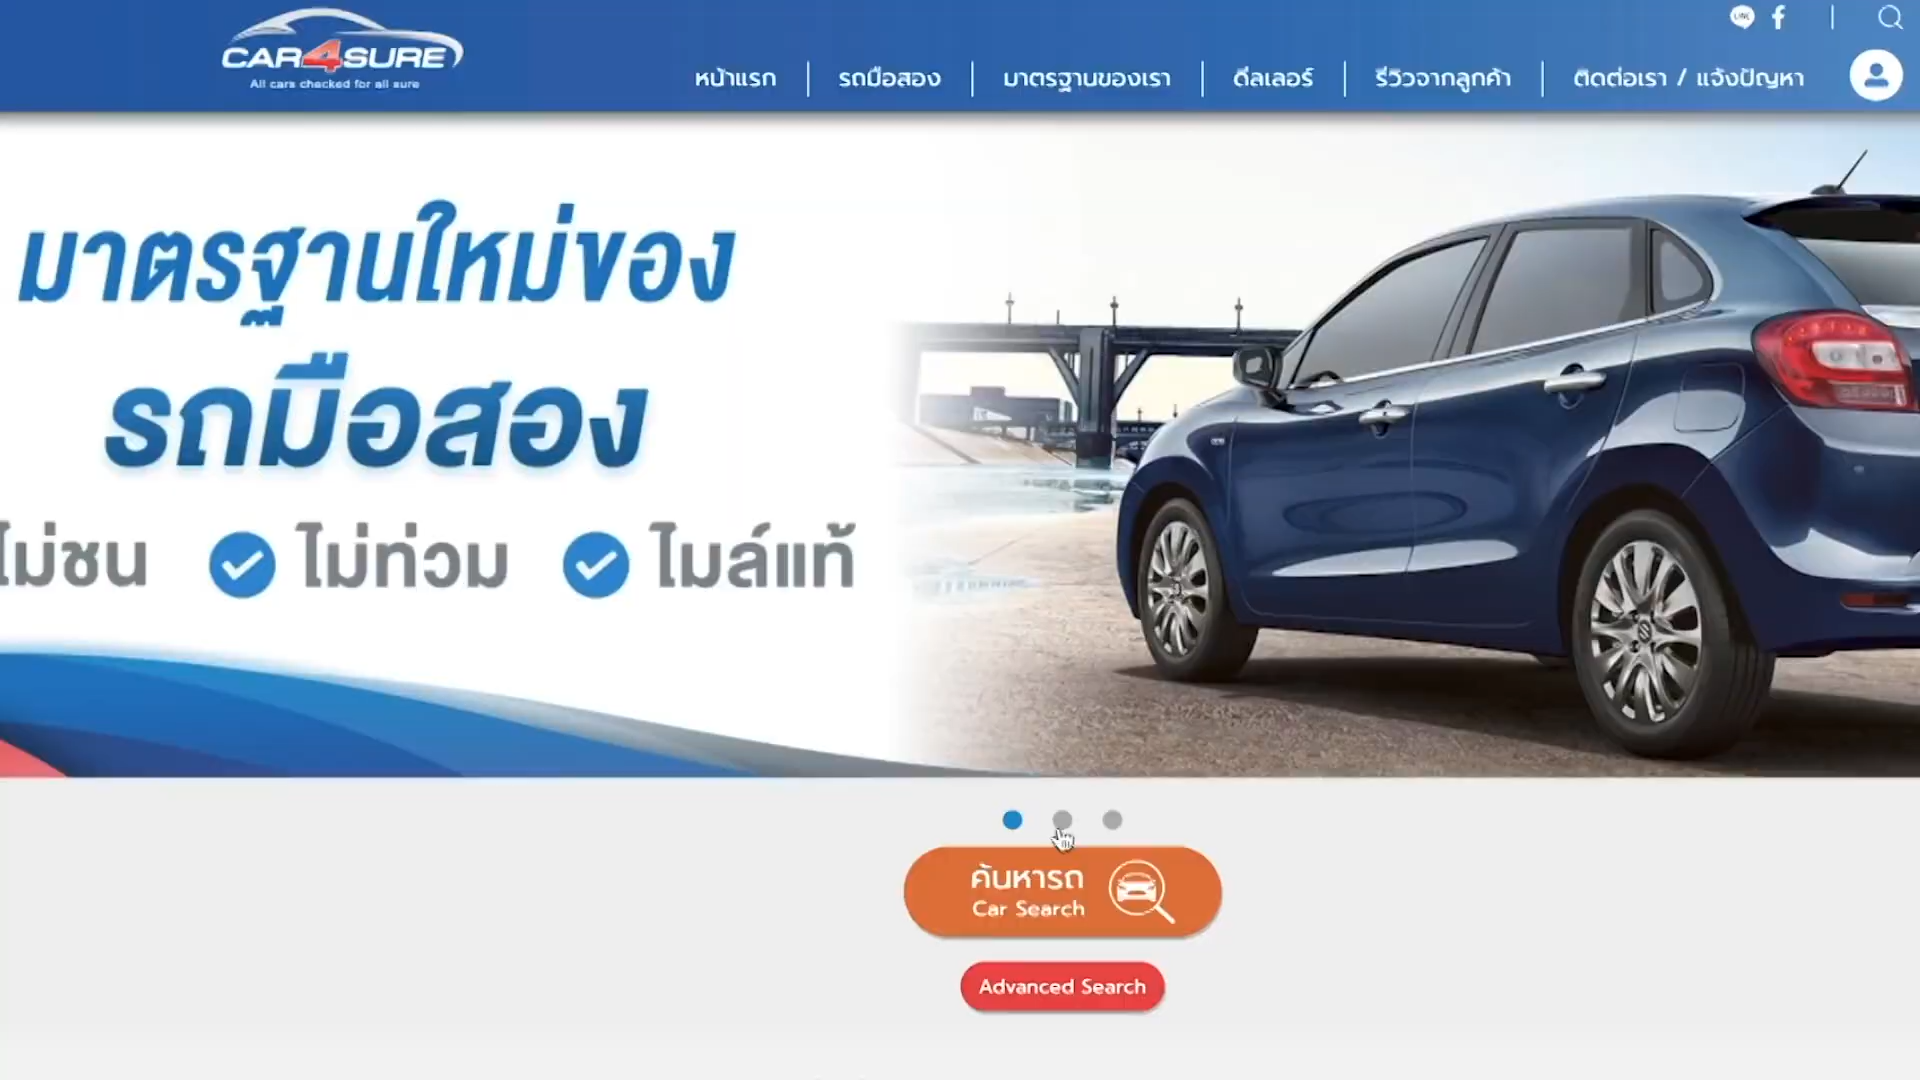 CAR4SURE
All cars checked for all sure
หน้าแรก
รถมือสอง
มาตรฐานของเรา
ดีลเลอร์
รีวิวจากลูกค้า
ติดต่อเรา / แจ้งปัญหา
มาตรฐานใหม่ของ
รถมือสอง
ไม่ชน ไม่ท่วม ไมล์แท้
ค้นหารถ
Car Search
Advanced Search